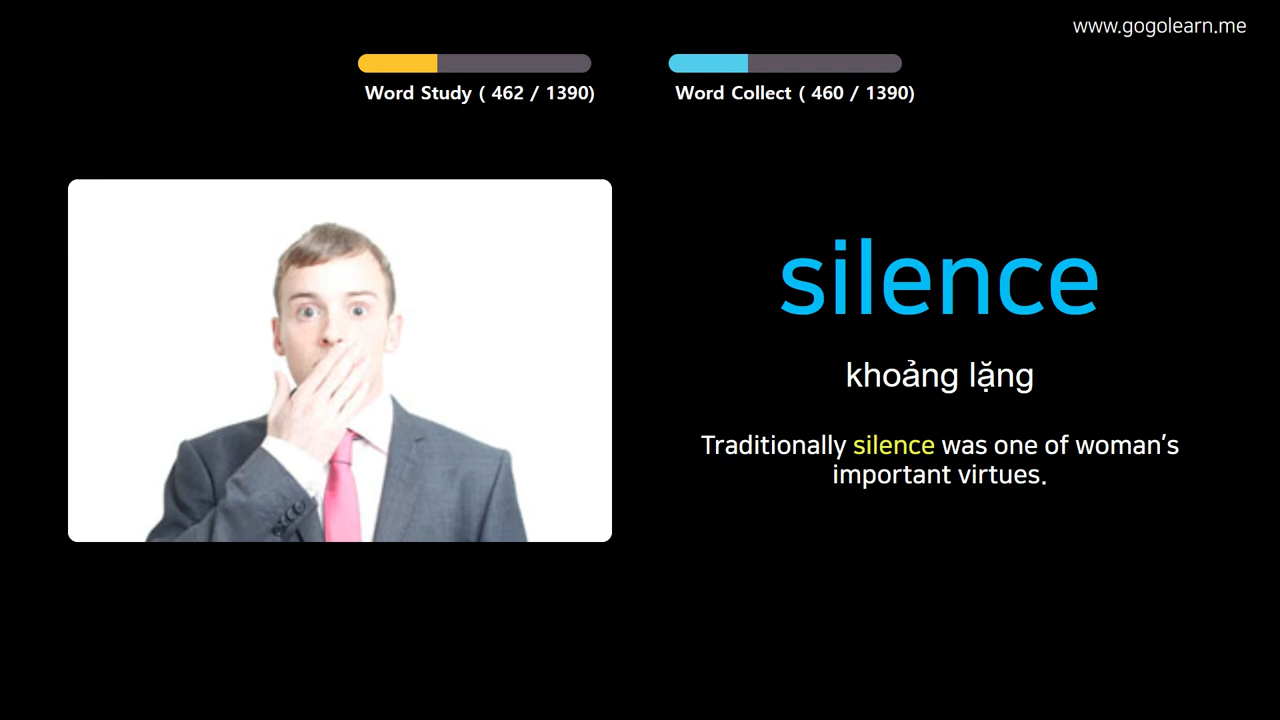 www.gogolearn.me
Word Study ( 462 / 1390)
Word Collect ( 460 / 1390)
silence
khoảng lặng
Traditionally silence was one of woman's
important virtues.